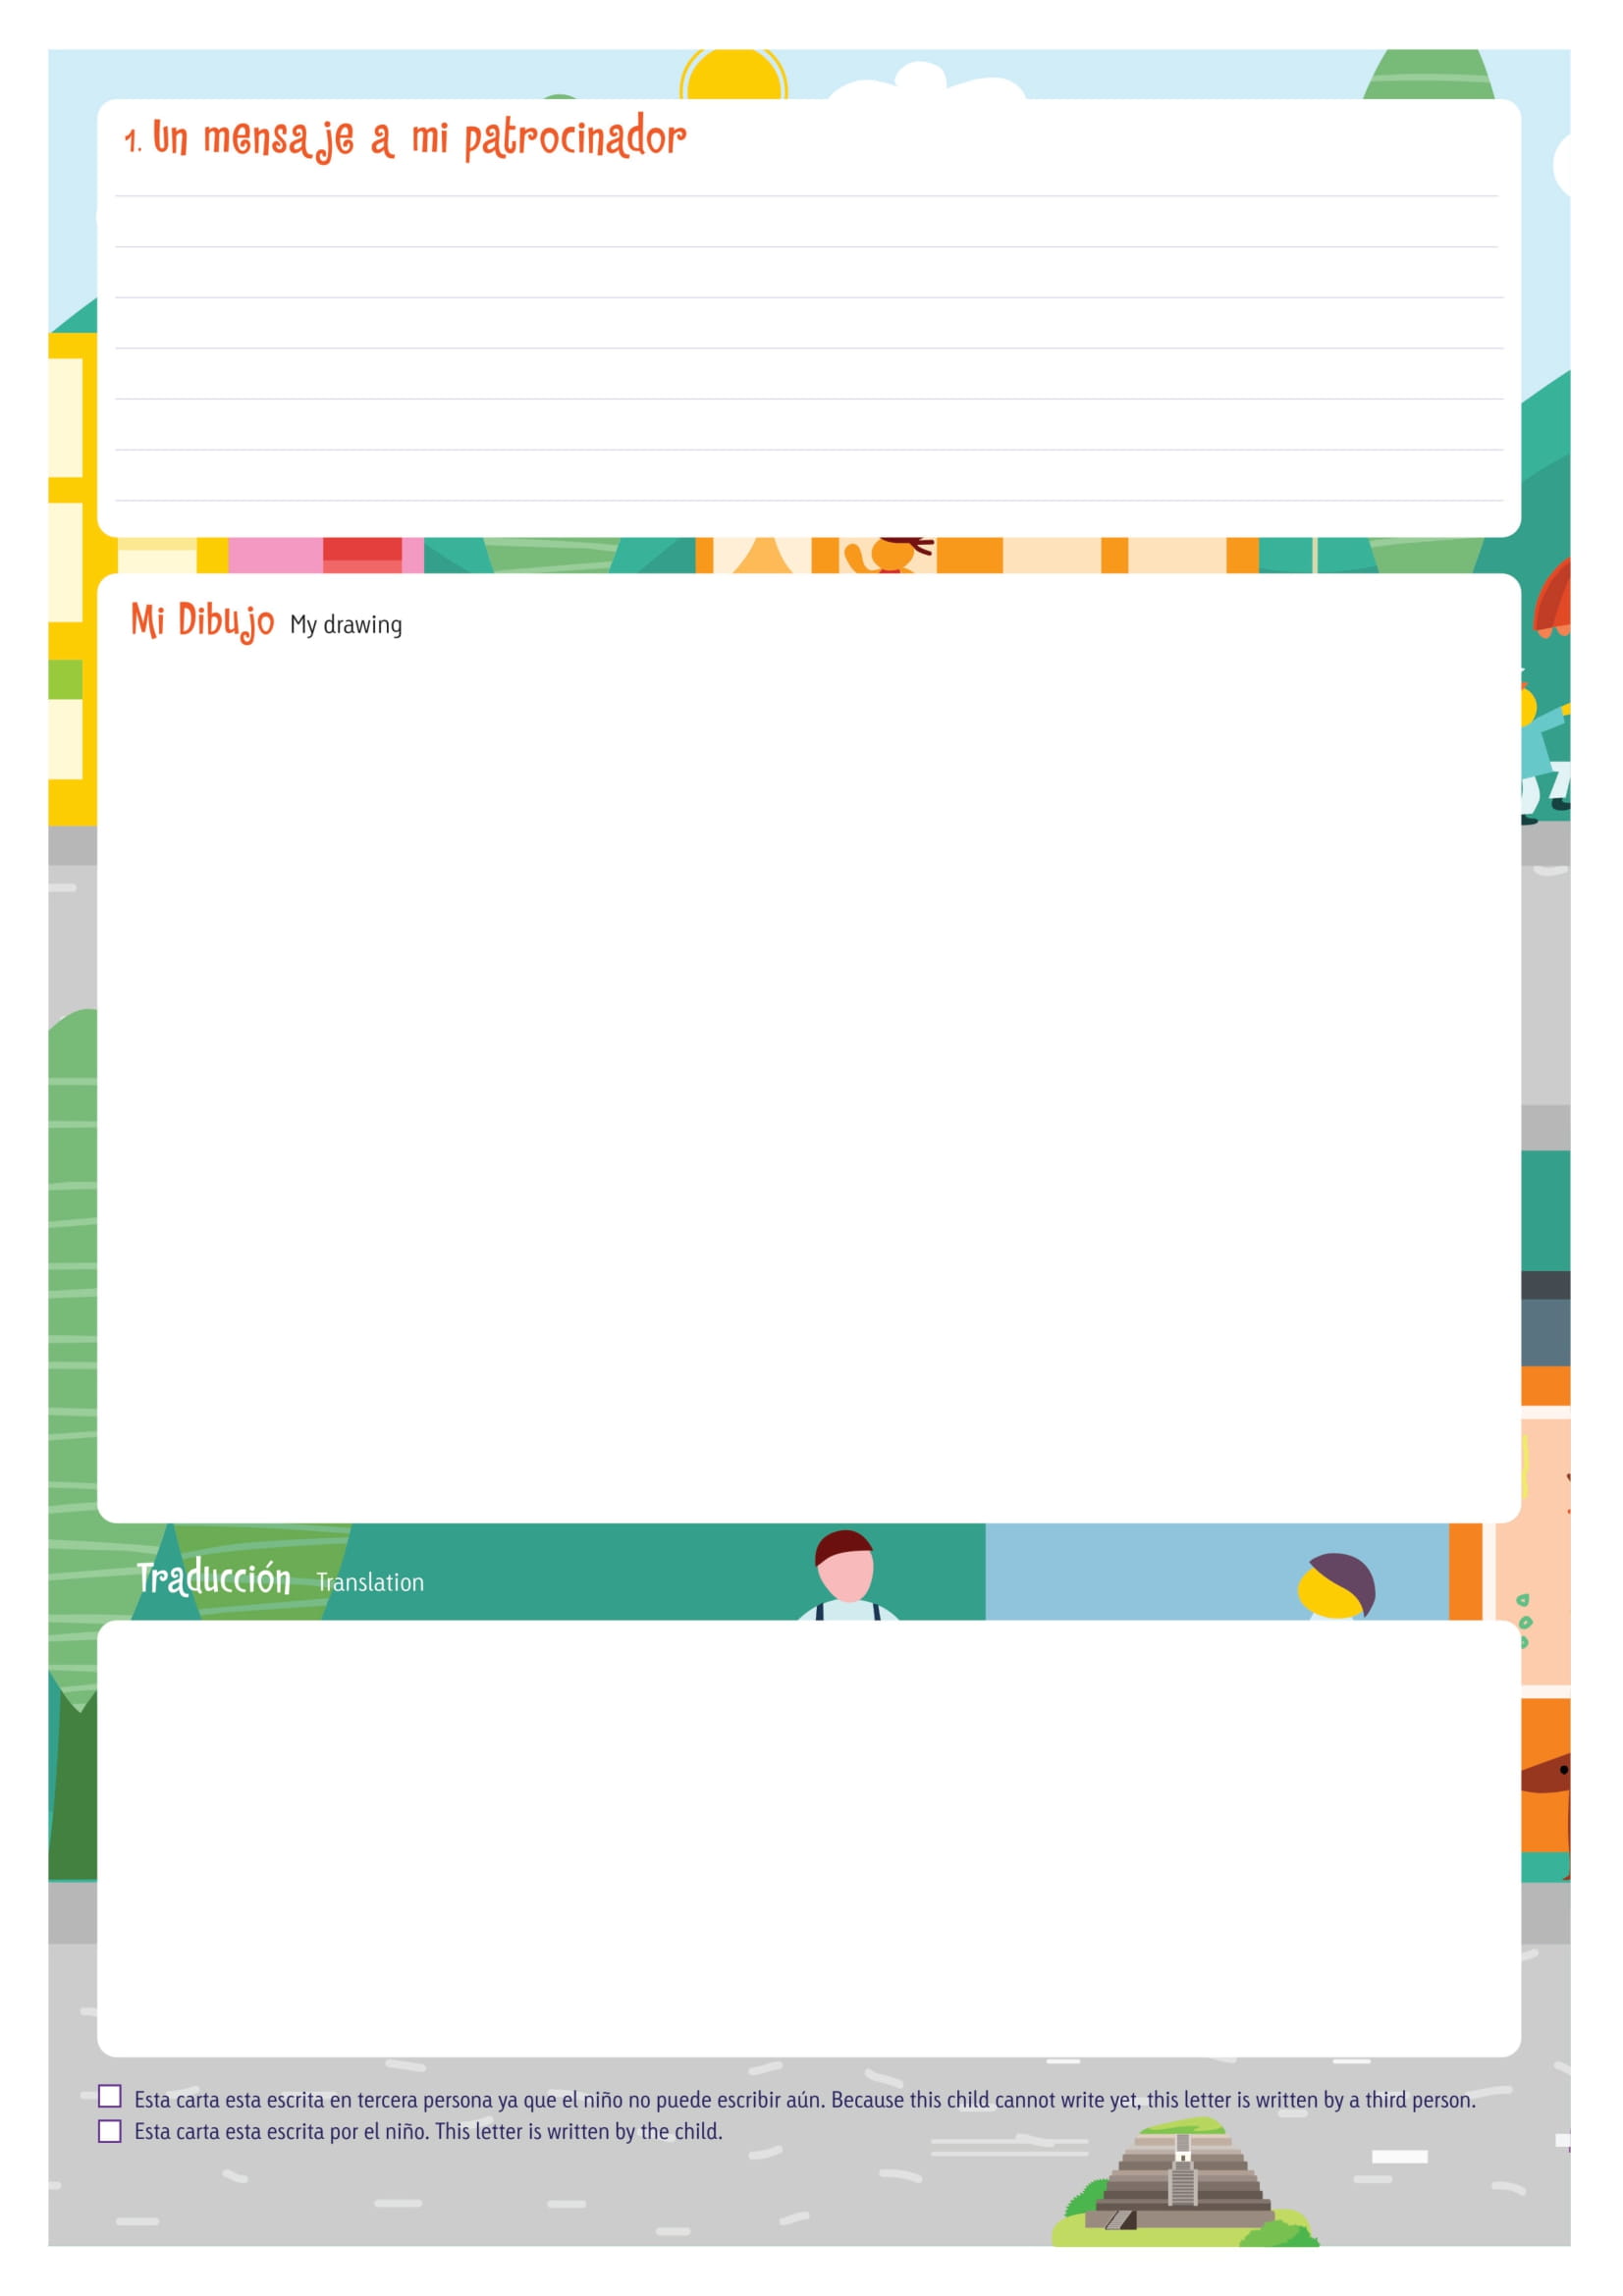 1. Un mensaje a mi patrocinador
Mi Dibujo My drawing
Traducción Translation
Esta carta esta escrita en tercera persona ya que el niño no puede escribir aún. Because this child cannot write yet, this letter is written by a third person.
Esta carta esta escrita por el niño. This letter is written by the child.